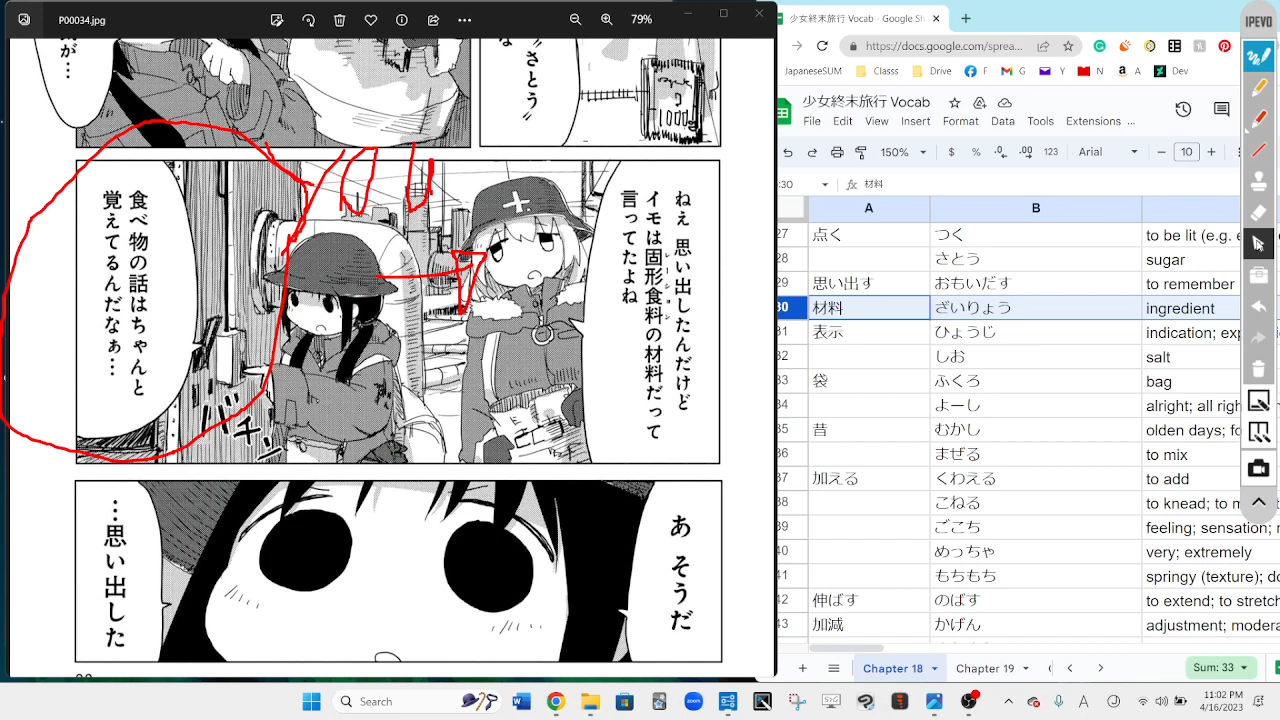 P00034.jpg
79%
少女終末旅行 Vocab - Google S
https://docs.google.com/sprea...
IPEVO
JapaneseSUM
Classs
Drive
F
G
Y
A
Dev
少女終末旅行 Vocab
File
Edit
View
Insert
Format
Data
Tools
Extensions
...
150%
.0
.00
Arial
10
:30
fx
材料
A
B
27 点く つく to be lit (e.g. e
28 さとう sugar
29 思い出す おもいだす to remember
30 材料 ざいりょう ingredient
31 表示 ひょうじ indication; exp
32 しお salt
33 袋 ふくろ bag
34 よーし alright; all righ
35 昔 むかし olden days; fo
36 まぜる to mix
37 加える くわえる
38 こねる to knead; to m
39 ごこち feeling; sensation; r
40 めっちゃ very; extremely
41 もちもち springy (texture); do
42 伸ばす のばす to extend; to stretch
43 加減 かげん adjustment; modera
Chapter 18
Chapter 19
Sum: 33
が…
〝さとう〟
100g
ねぇ 思い出したんだけど
イモは固形食料の材料だって
レーション
言ってたよね
食べ物の話はちゃんと
覚えてるんだなぁ…
バチン
あ そうだ
…思い出した
Search
zoom
A
11:02 PM